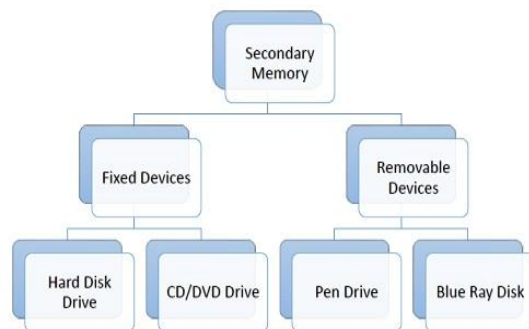 Secondary
Memory
Fixed Devices
Removable
Devices
Hard Disk
Drive
CD/DVD Drive
Pen Drive
Blue Ray Disk